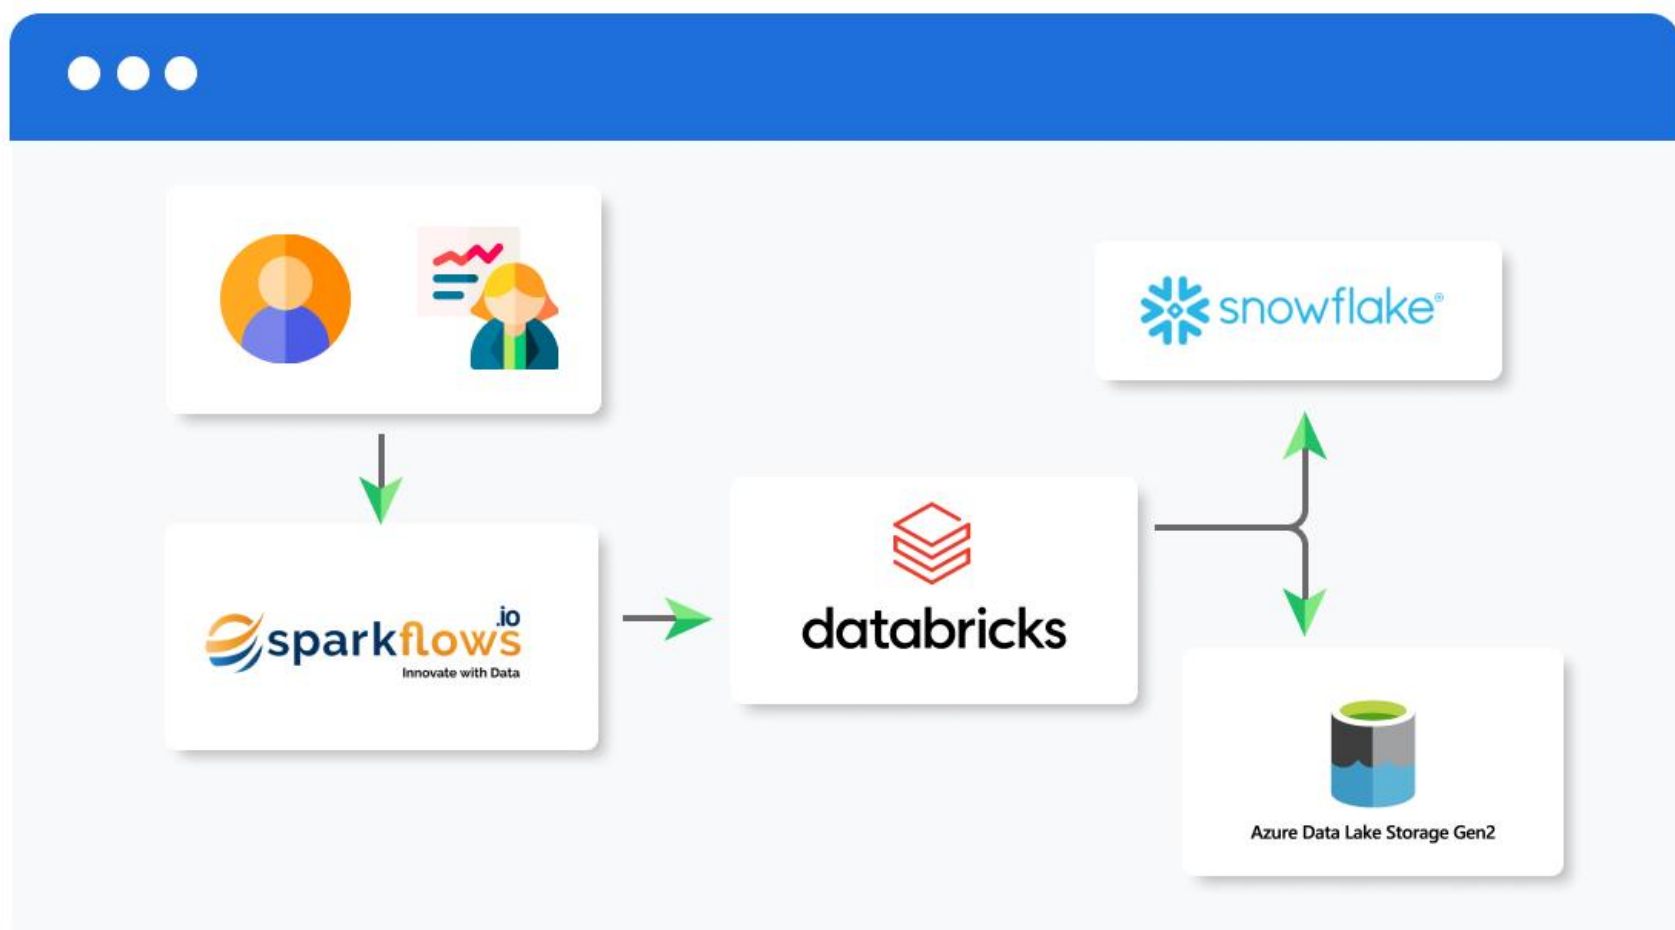 snowflake®
sparkflows.io
Innovate with Data
databricks
Azure Data Lake Storage Gen2